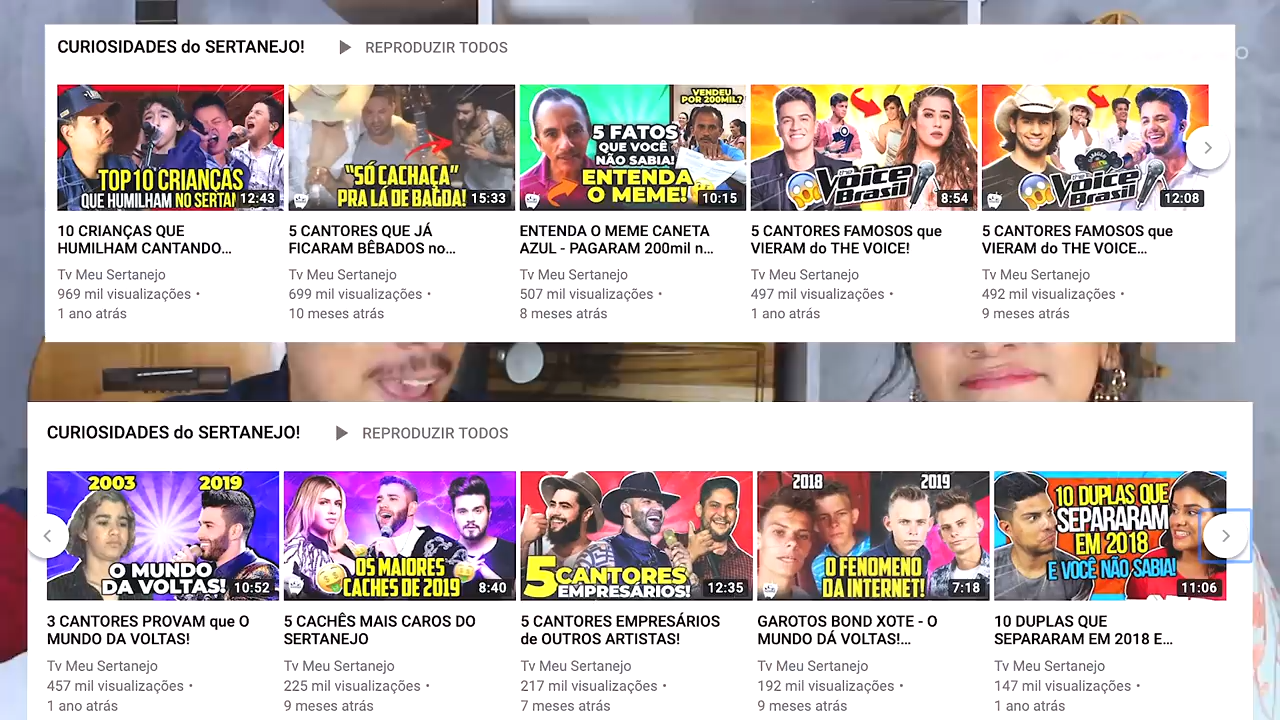 CURIOSIDADES do SERTANEJO! REPRODUZIR TODOS
TOP 10 CRIANÇAS
QUE HUMILHAM NO SERTAN
12:43
"SÓ CACHAÇA"
PRA LÁ DE BAGDA!
15:33
VENDEU
POR 200MIL?
5 FATOS
QUE VOCÊ
NÃO SABIA!
ENTENDA
O MEME!
10:15
the Voice
Brasil
8:54
the Voice
Brasil
12:08
10 CRIANÇAS QUE
HUMILHAM CANTANDO...
Tv Meu Sertanejo
969 mil visualizações •
1 ano atrás
5 CANTORES QUE JÁ
FICARAM BÊBADOS no...
Tv Meu Sertanejo
699 mil visualizações •
10 meses atrás
ENTENDA O MEME CANETA
AZUL - PAGARAM 200mil n...
Tv Meu Sertanejo
507 mil visualizações •
8 meses atrás
5 CANTORES FAMOSOS que
VIERAM do THE VOICE!
Tv Meu Sertanejo
497 mil visualizações •
1 ano atrás
5 CANTORES FAMOSOS que
VIERAM do THE VOICE...
Tv Meu Sertanejo
492 mil visualizações •
9 meses atrás
CURIOSIDADES do SERTANEJO! REPRODUZIR TODOS
2003 2019
O MUNDO
DA VOLTAS!
10:52
OS MAIORES
CACHES DE 2019
8:40
5 CANTORES
EMPRESÁRIOS!
12:35
2018 2019
O FENOMENO
DA INTERNET!
7:18
10 DUPLAS QUE
SEPARARAM
EM 2018
E VOCÊ NÃO SABIA!
11:06
3 CANTORES PROVAM que O
MUNDO DA VOLTAS!
Tv Meu Sertanejo
457 mil visualizações •
1 ano atrás
5 CACHÊS MAIS CAROS DO
SERTANEJO
Tv Meu Sertanejo
225 mil visualizações •
9 meses atrás
5 CANTORES EMPRESÁRIOS
de OUTROS ARTISTAS!
Tv Meu Sertanejo
217 mil visualizações •
7 meses atrás
GAROTOS BOND XOTE - O
MUNDO DÁ VOLTAS!...
Tv Meu Sertanejo
192 mil visualizações •
9 meses atrás
10 DUPLAS QUE
SEPARARAM EM 2018 E...
Tv Meu Sertanejo
147 mil visualizações •
1 ano atrás